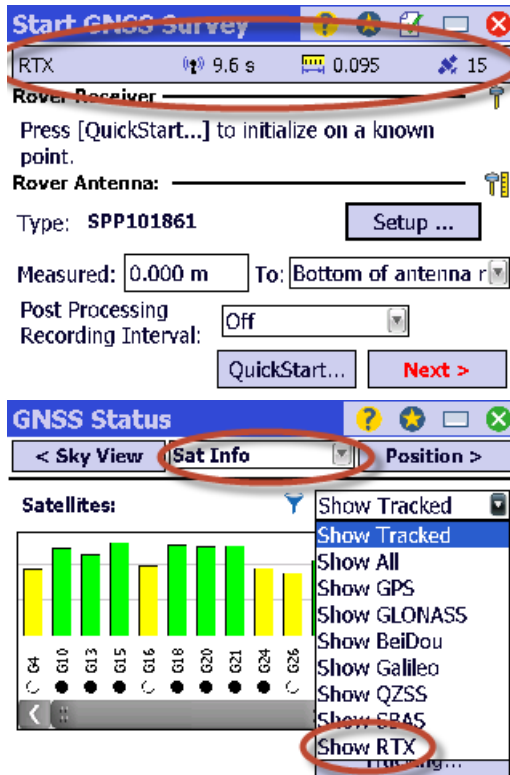 Start GNSS Survey
RTX 9.6 s 0.095 15
Rover Receiver
Press [QuickStart...] to initialize on a known
point.
Rover Antenna:
Type: SPP101861 Setup ...
Measured: 0.000 m To: Bottom of antenna r
Post Processing
Recording Interval: Off
QuickStart... Next >
GNSS Status
< Sky View Sat Info Position >
Satellites: Show Tracked
Show Tracked
Show All
Show GPS
Show GLONASS
Show BeiDou
Show Galileo
Show QZSS
Show SBAS
Show RTX
Tracking...
G4 G10 G13 G15 G16 G18 G20 G21 G24 G26